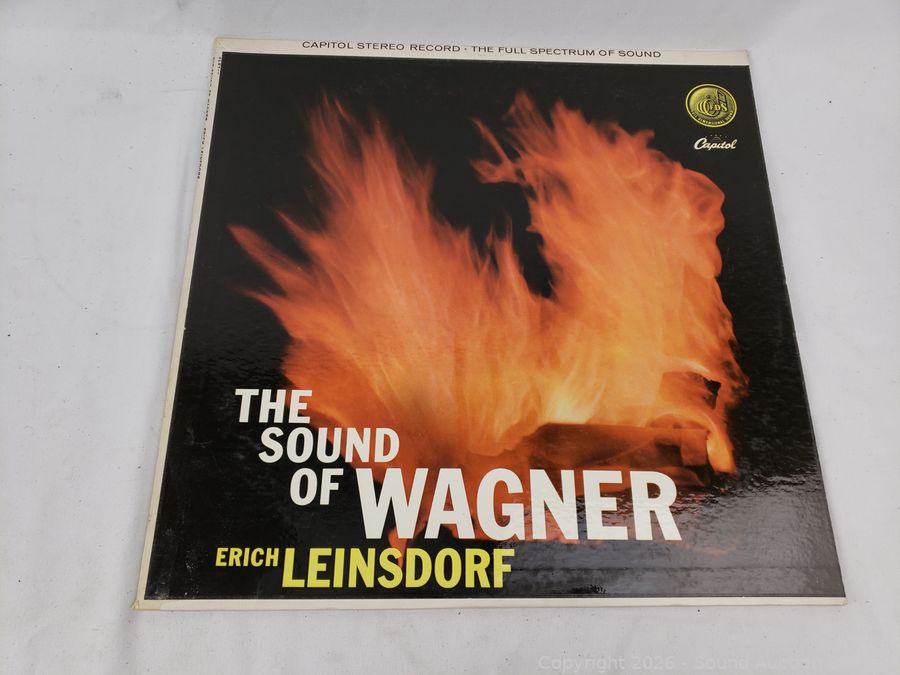 CAPITOL STEREO RECORD · THE FULL SPECTRUM OF SOUND
FDS
Capitol
THE
SOUND
OF WAGNER
ERICH LEINSDORF
Copyright 2026 - Sound Auction